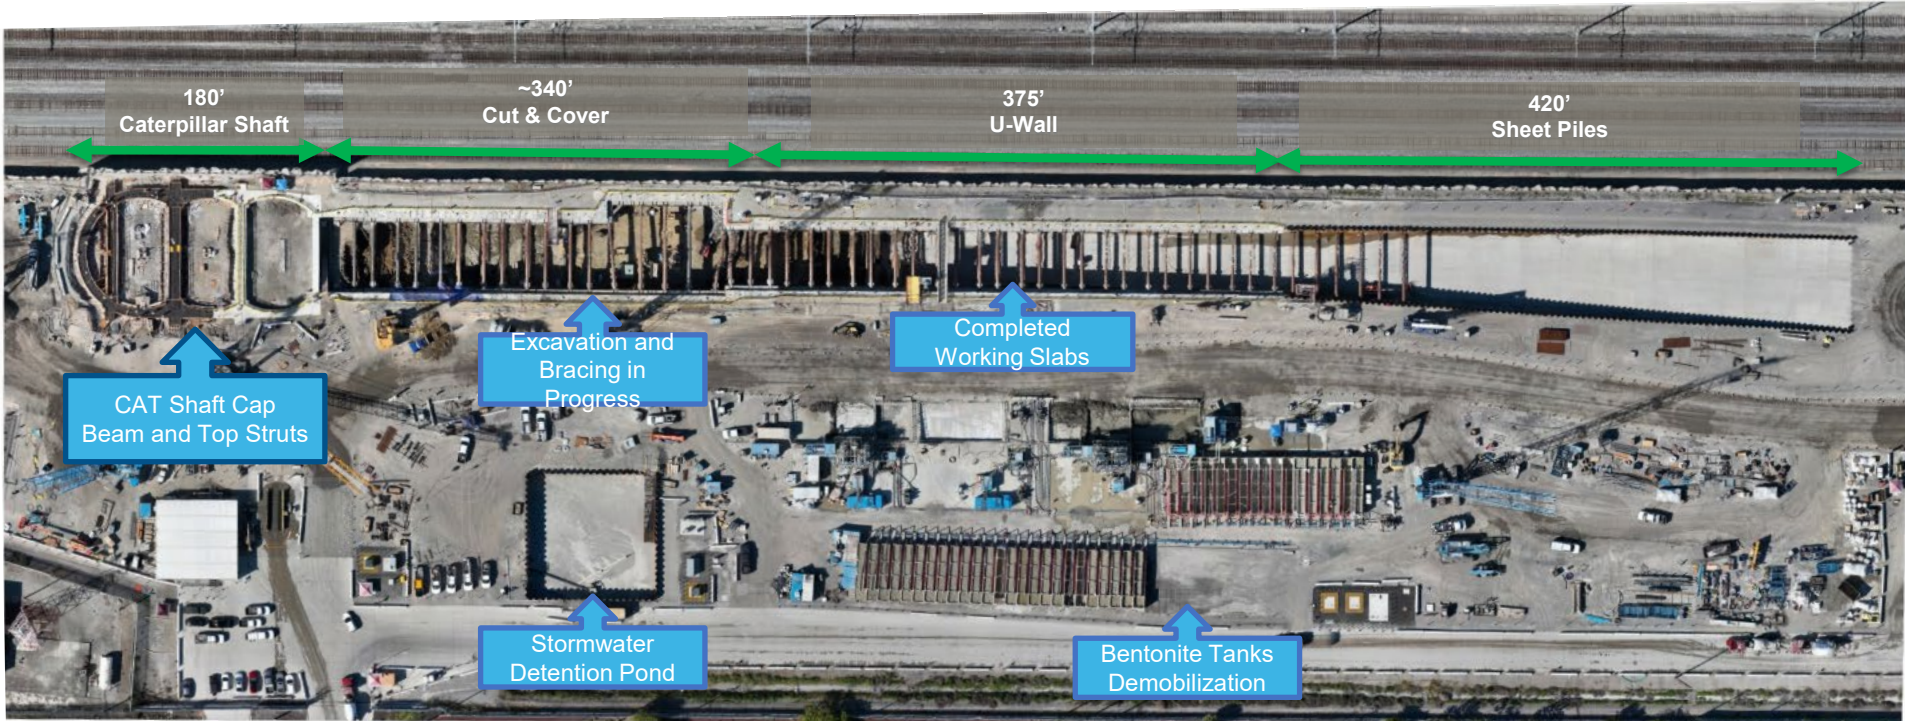 180’
Caterpillar Shaft
~340’
Cut & Cover
375’
U-Wall
420’
Sheet Piles
Excavation and
Bracing in
Progress
Completed
Working Slabs
CAT Shaft Cap
Beam and Top Struts
Stormwater
Detention Pond
Bentonite Tanks
Demobilization